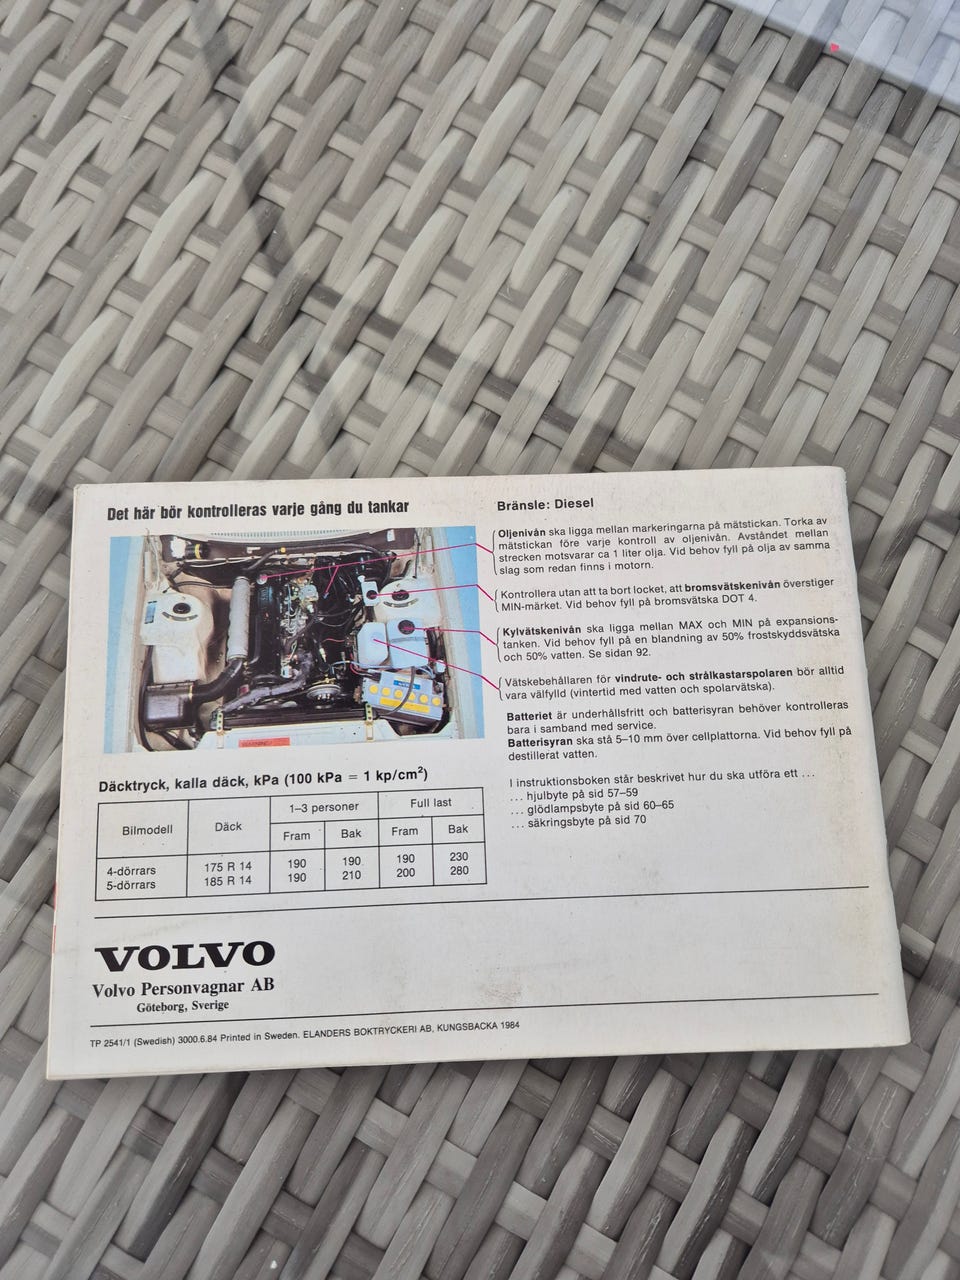 Det här bör kontrolleras varje gång du tankar
Bränsle: Diesel
Oljenivån ska ligga mellan markeringarna på mätstickan. Torka av
mätstickan före varje kontroll av oljenivån. Avståndet mellan
strecken motsvarar ca 1 liter olja. Vid behov fyll på olja av samma
slag som redan finns i motorn.
Kontrollera utan att ta bort locket, att bromsvätskenivån överstiger
MIN-märket. Vid behov fyll på bromsvätska DOT 4.
Kylvätskenivån ska ligga mellan MAX och MIN på expansions-
tanken. Vid behov fyll på en blandning av 50% frostskyddsvätska
och 50% vatten. Se sidan 92.
Vätskebehållaren för vindrute- och strålkastarspolaren bör alltid
vara välfylld (vintertid med vatten och spolarvätska).
Batteriet är underhållsfritt och batterisyran behöver kontrolleras
bara i samband med service.
Batterisyran ska stå 5–10 mm över cellplattorna. Vid behov fyll på
destillerat vatten.
I instruktionsboken står beskrivet hur du ska utföra ett ...
... hjulbyte på sid 57–59
... glödlampsbyte på sid 60–65
... säkringsbyte på sid 70
Däcktryck, kalla däck, kPa (100 kPa = 1 kp/cm²)
Bilmodell Däck 1–3 personer Full last
Fram Bak Fram Bak
4-dörrars 175 R 14 190 190 190 230
5-dörrars 185 R 14 190 210 200 280
VOLVO
Volvo Personvagnar AB
Göteborg, Sverige
TP 2541/1 (Swedish) 3000.6.84 Printed in Sweden. ELANDERS BOKTRYCKERI AB, KUNGSBACKA 1984